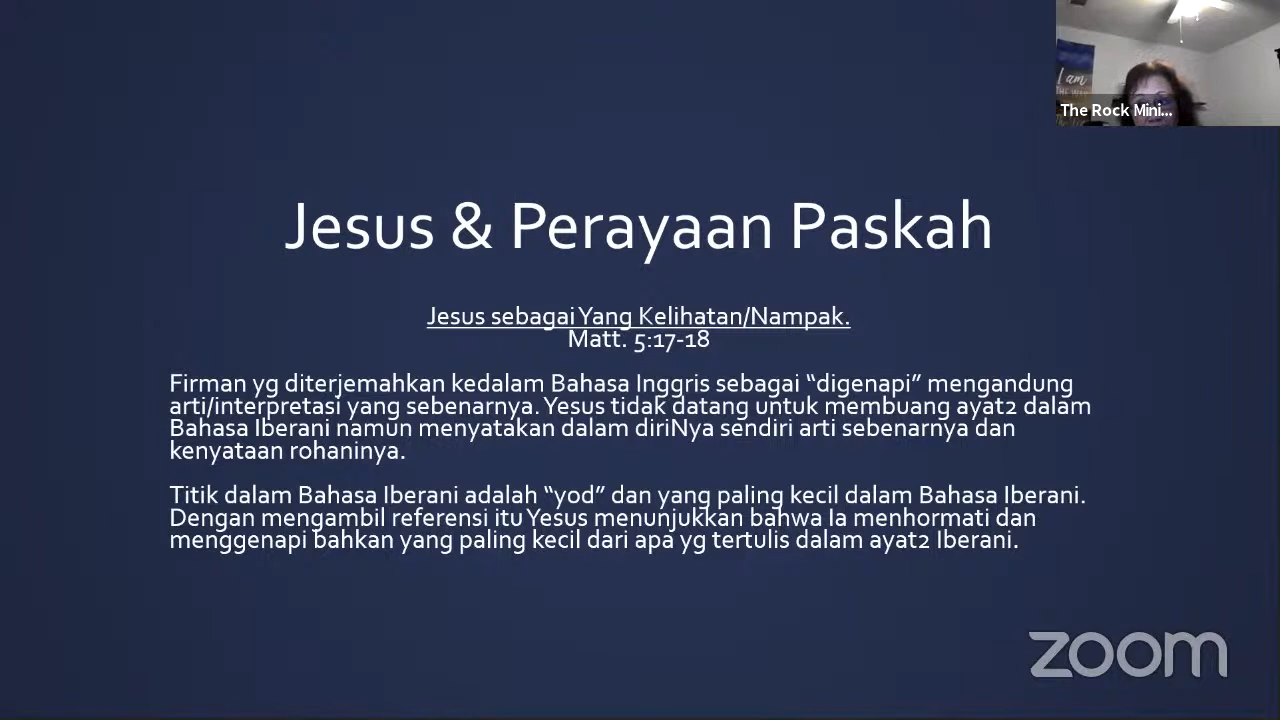 I am
The Rock Mini...
Jesus & Perayaan Paskah
Jesus sebagai Yang Kelihatan/Nampak.
Matt. 5:17-18
Firman yg diterjemahkan kedalam Bahasa Inggris sebagai “digenapi” mengandung
arti/interpretasi yang sebenarnya. Yesus tidak datang untuk membuang ayat2 dalam
Bahasa Iberani namun menyatakan dalam diriNya sendiri arti sebenarnya dan
kenyataan rohaninya.
Titik dalam Bahasa Iberani adalah “yod” dan yang paling kecil dalam Bahasa Iberani.
Dengan mengambil referensi itu Yesus menunjukkan bahwa Ia menhormati dan
menggenapi bahkan yang paling kecil dari apa yg tertulis dalam ayat2 Iberani.
zoom